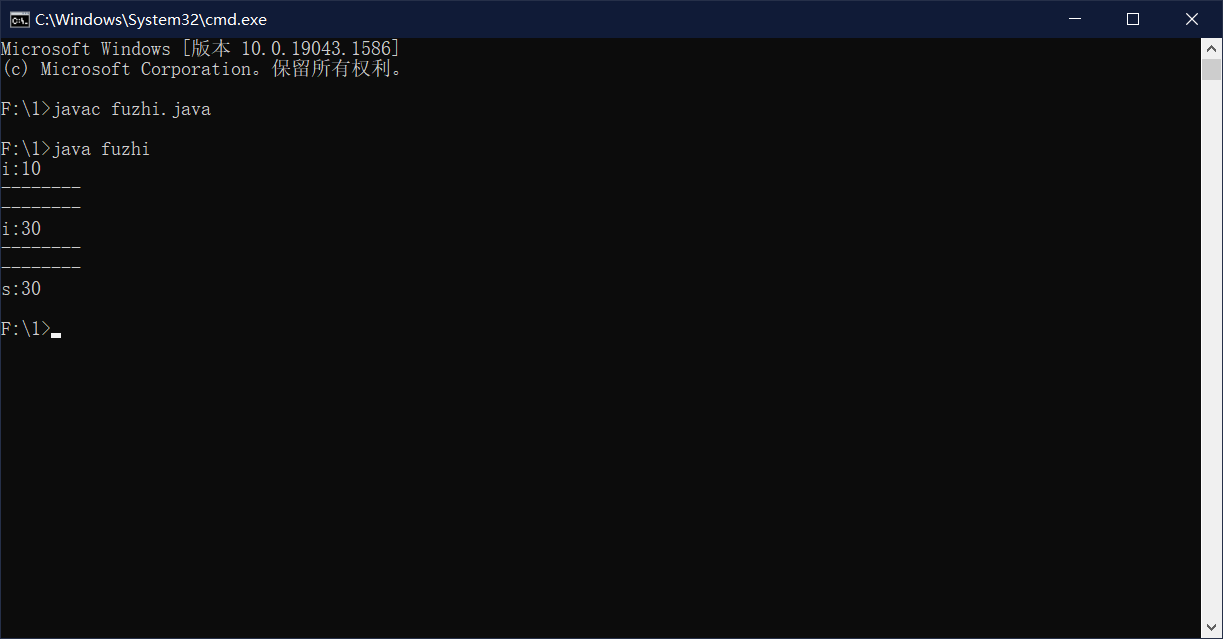 C:\Windows\System32\cmd.exe
Microsoft Windows [版本 10.0.19043.1586]
(c) Microsoft Corporation。保留所有权利。
F:\1>javac fuzhi.java
F:\1>java fuzhi
i:10
--------
--------
i:30
--------
--------
s:30
F:\1>